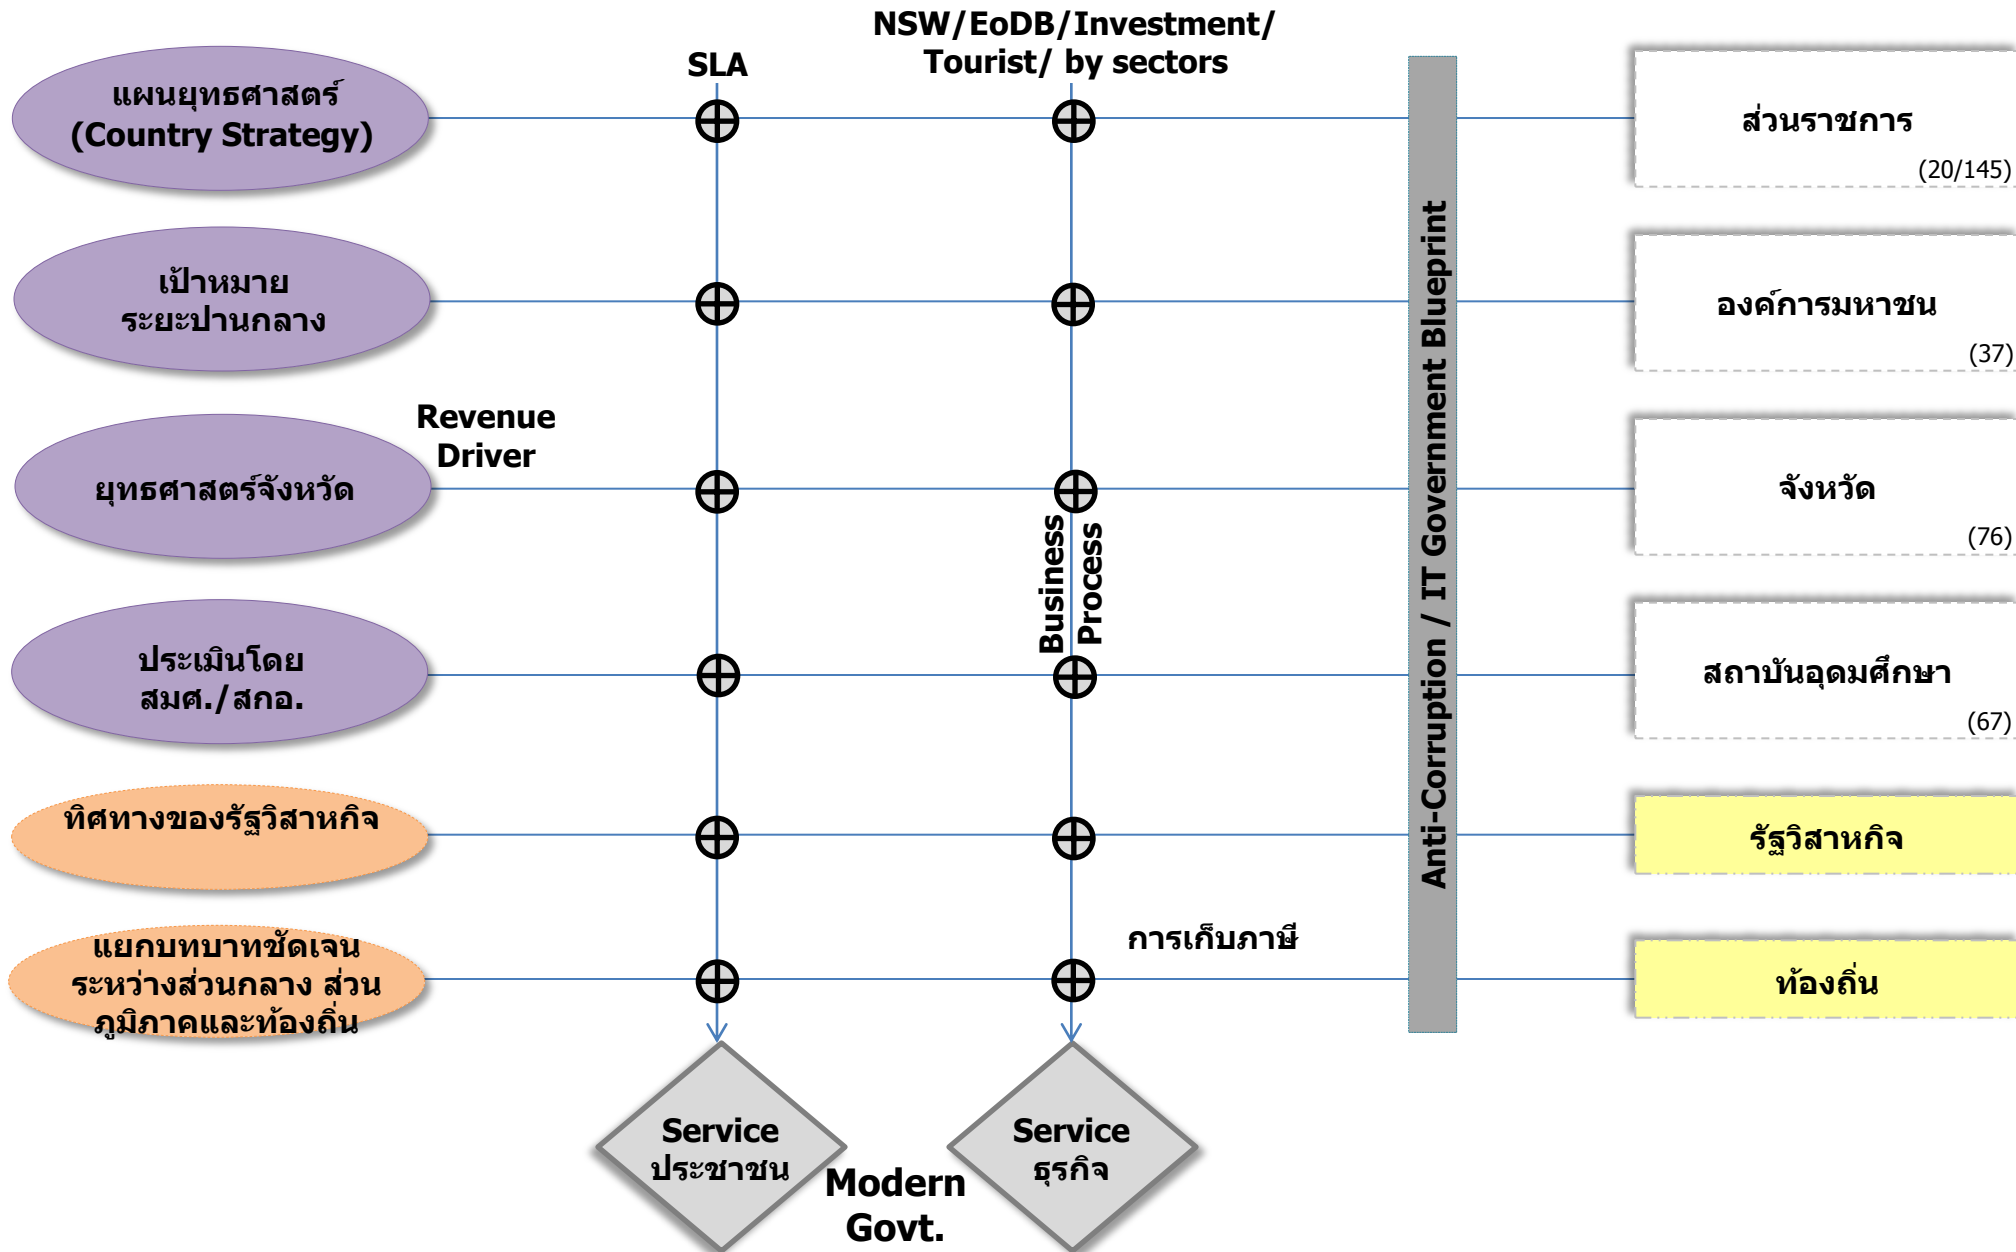 NSW/EoDB/Investment/
Tourist/ by sectors
SLA
แผนยุทธศาสตร์
(Country Strategy)
ส่วนราชการ
(20/145)
เป้าหมาย
ระยะปานกลาง
องค์การมหาชน
(37)
Revenue
Driver
ยุทธศาสตร์จังหวัด
จังหวัด
(76)
Business
Process
Anti-Corruption / IT Government Blueprint
ประเมินโดย
สมศ./สกอ.
สถาบันอุดมศึกษา
(67)
ทิศทางของรัฐวิสาหกิจ
รัฐวิสาหกิจ
แยกบทบาทชัดเจน
ระหว่างส่วนกลาง ส่วน
ภูมิภาคและท้องถิ่น
การเก็บภาษี
ท้องถิ่น
Service
ประชาชน
Service
ธุรกิจ
Modern
Govt.